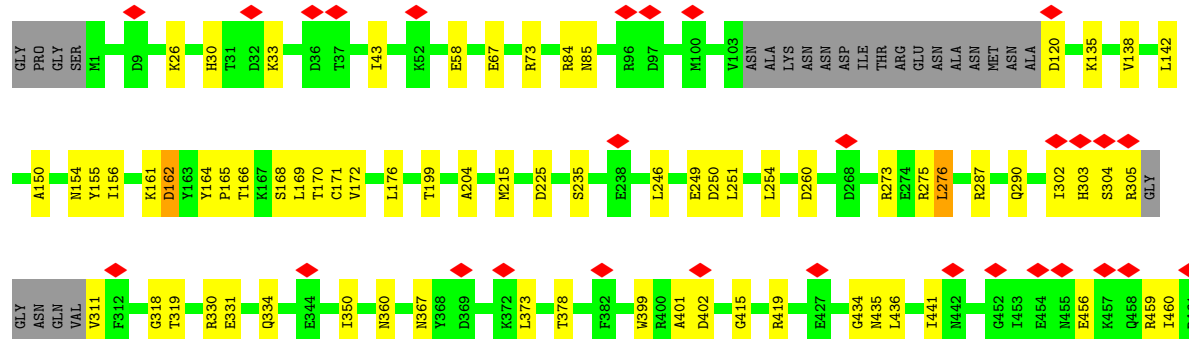 GLY PRO GLY SER M1 D9 K26 H30 T31 D32 K33 D36 T37 I43 K52 E58 E67 R73 R84 N85 R96 D97 M100 V103 ASN ALA LYS ASN ASN ASP ILE THR ARG GLU ASN ALA ASN MET ASN ALA D120 K135 V138 L142
A150 N154 Y155 I156 K161 D162 Y163 Y164 P165 T166 K167 S168 L169 T170 C171 V172 L176 T199 A204 M215 D225 S235 E238 L246 E249 D250 L251 L254 D260 D268 R273 E274 R275 L276 R287 Q290 I302 H303 S304 R305 GLY
GLY ASN GLN VAL V311 F312 G318 T319 R330 E331 Q334 E344 I350 N360 N367 Y368 D369 K372 L373 T378 F382 W399 R400 A401 D402 G415 R419 E427 G434 N435 L436 I441 N442 G452 I453 E454 N455 E456 K457 Q458 R459 I460